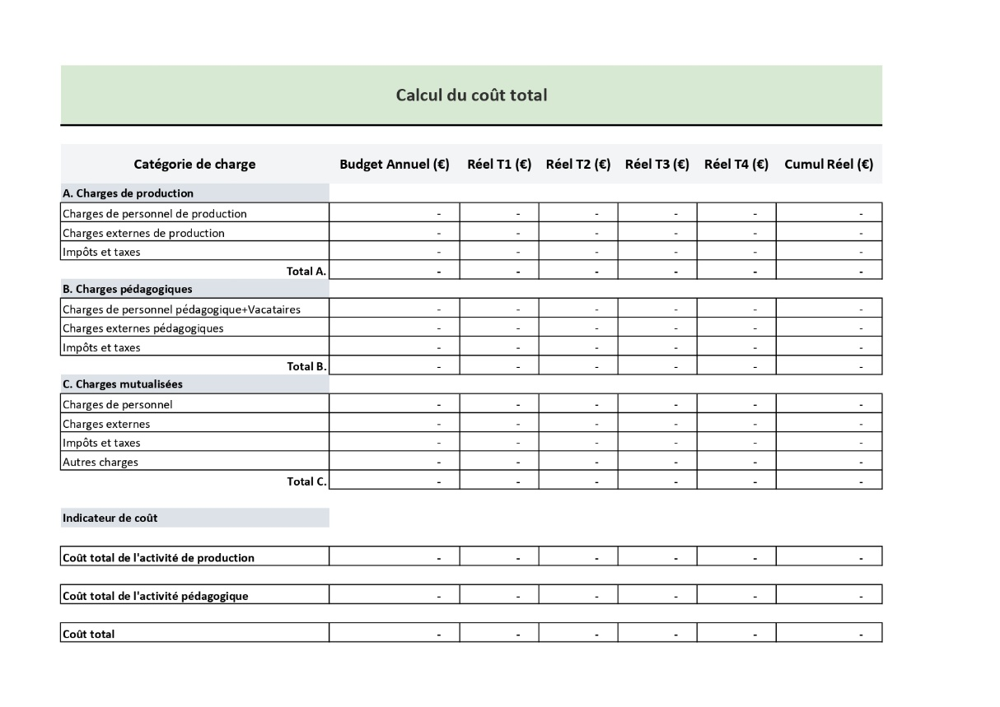 Calcul du coût total
Catégorie de charge Budget Annuel (€) Réel T1 (€) Réel T2 (€) Réel T3 (€) Réel T4 (€) Cumul Réel (€)
A. Charges de production
Charges de personnel de production - - - - - -
Charges externes de production - - - - - -
Impôts et taxes - - - - - -
Total A. - - - - - -
B. Charges pédagogiques
Charges de personnel pédagogique+Vacataires - - - - - -
Charges externes pédagogiques - - - - - -
Impôts et taxes - - - - - -
Total B. - - - - - -
C. Charges mutualisées
Charges de personnel - - - - - -
Charges externes - - - - - -
Impôts et taxes - - - - - -
Autres charges - - - - - -
Total C. - - - - - -
Indicateur de coût
Coût total de l'activité de production - - - - - -
Coût total de l'activité pédagogique - - - - - -
Coût total - - - - - -